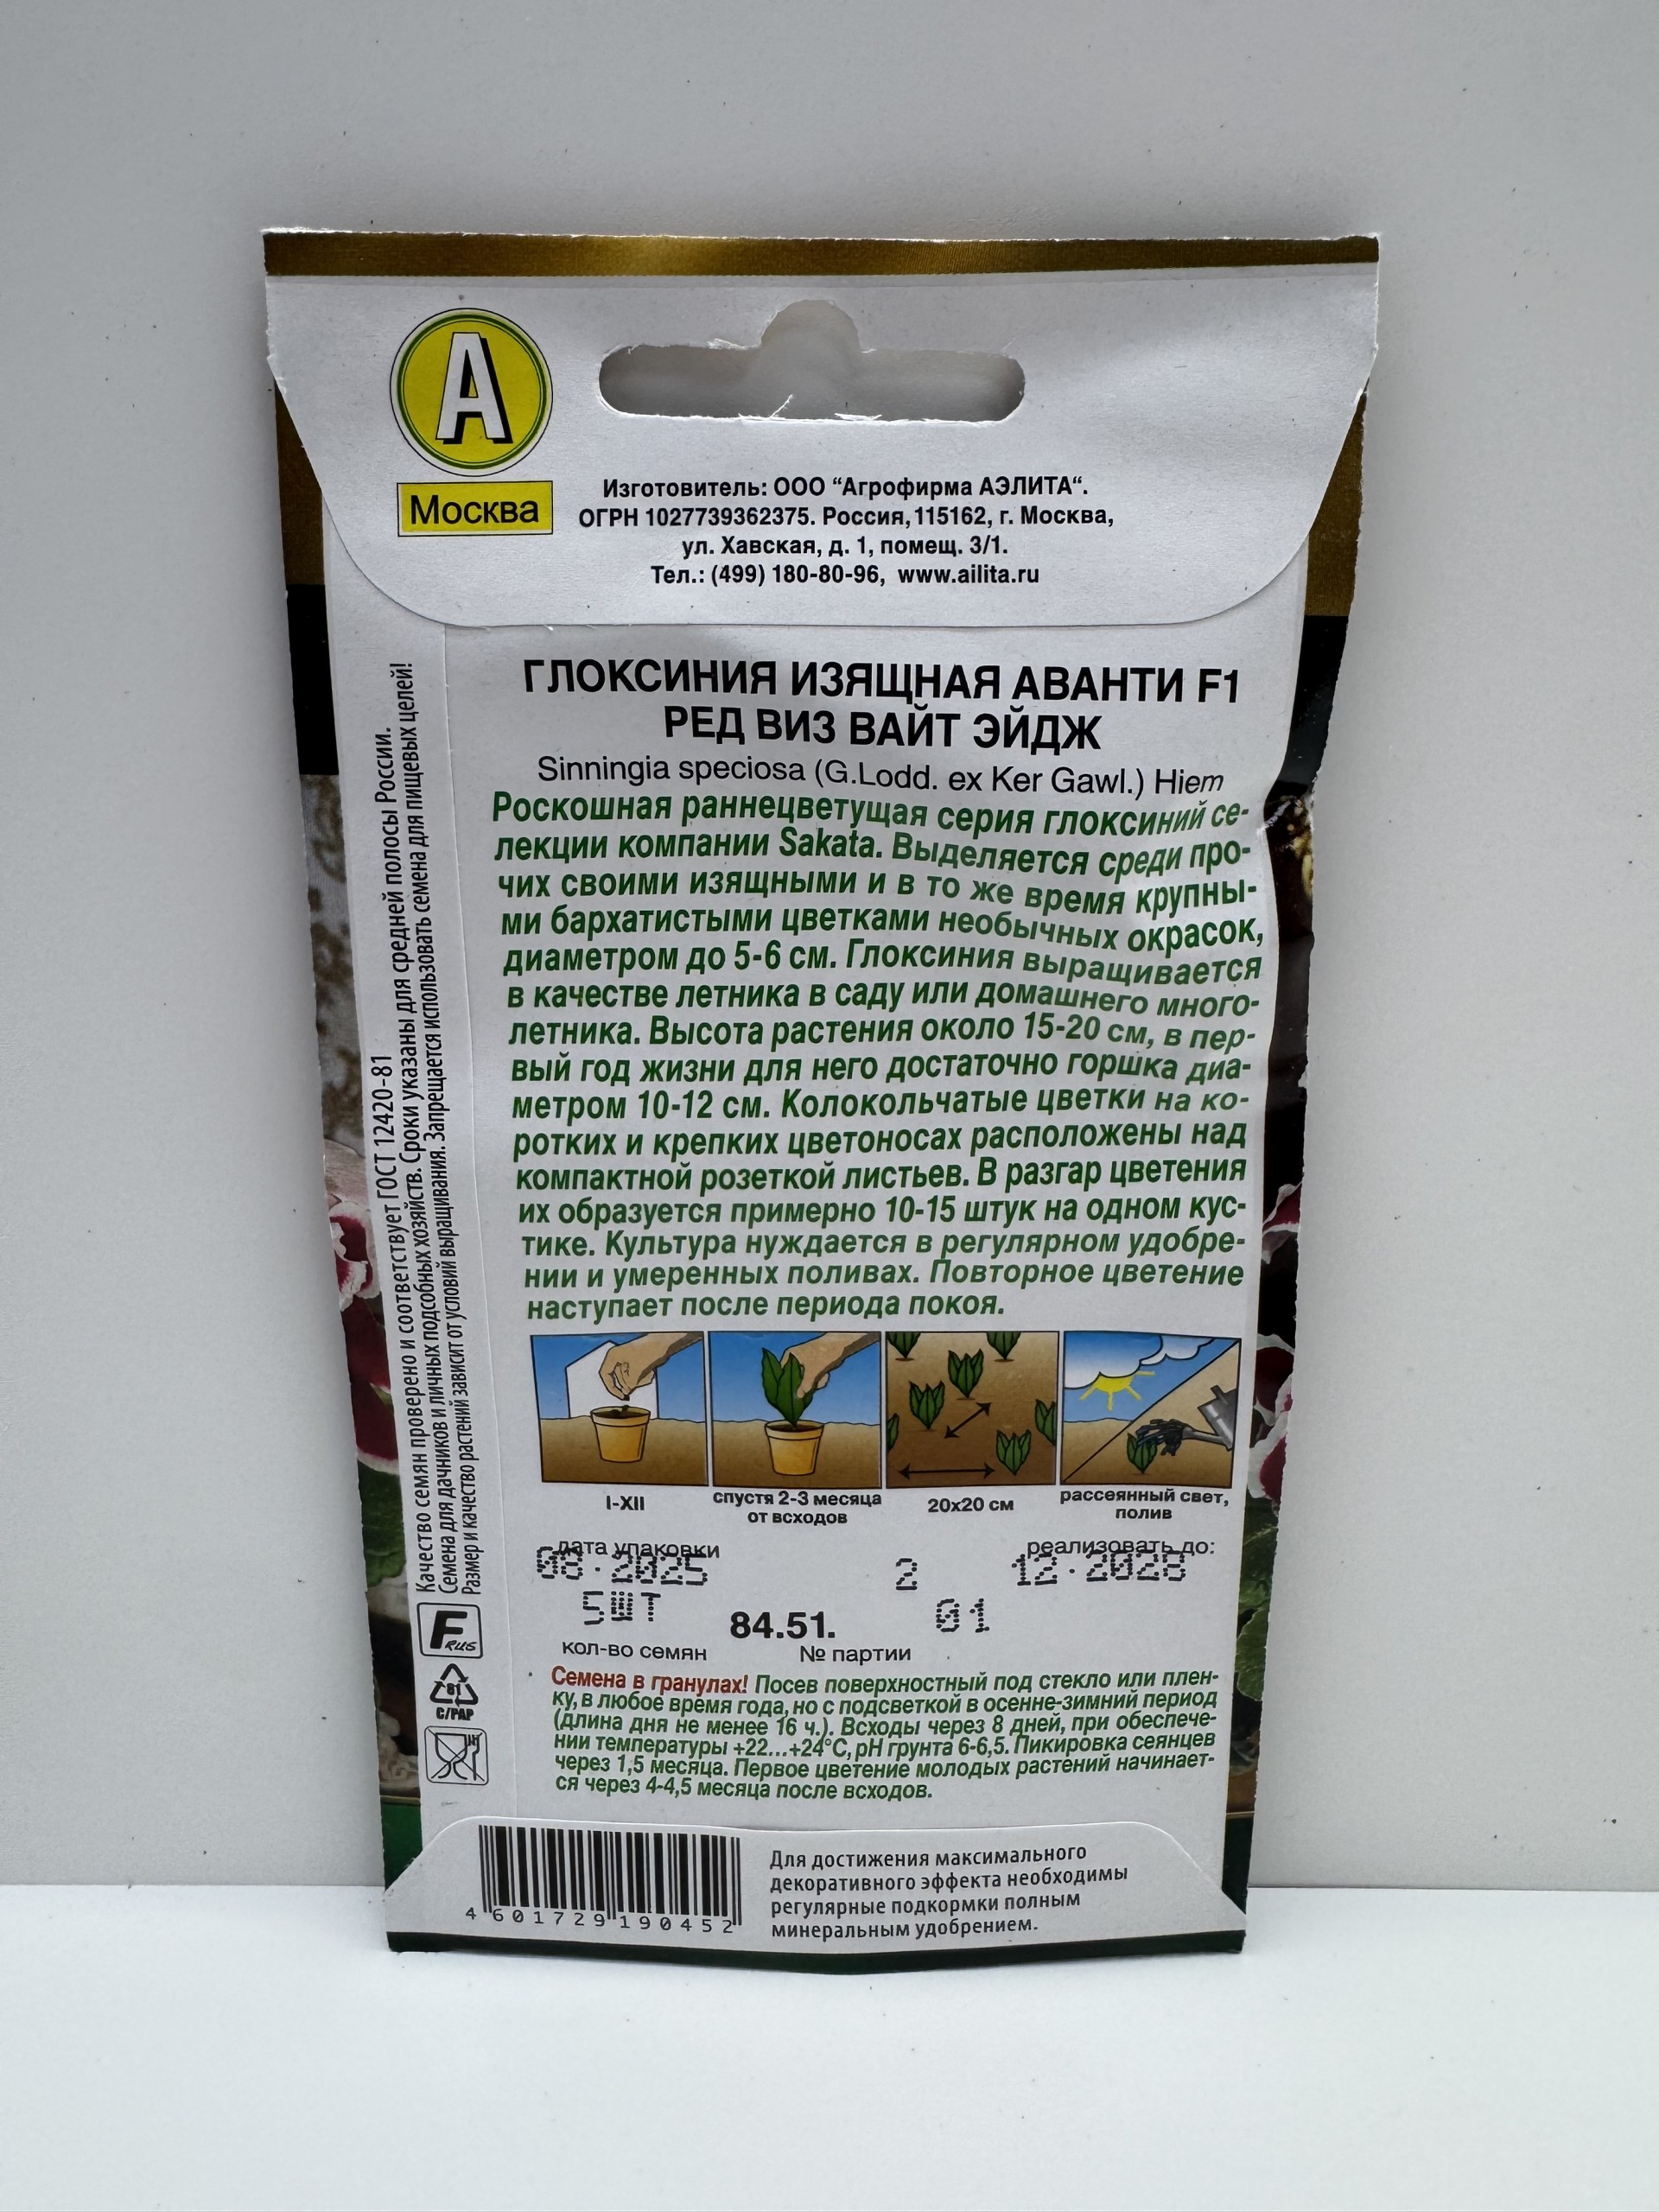 А
Москва
Изготовитель: ООО “Агрофирма АЭЛИТА“.
ОГРН 1027739362375. Россия, 115162, г. Москва,
ул. Хавская, д. 1, помещ. 3/1.
Тел.: (499) 180-80-96, www.ailita.ru
ГЛОКСИНИЯ ИЗЯЩНАЯ АВАНТИ F1
РЕД ВИЗ ВАЙТ ЭЙДЖ
Sinningia speciosa (G.Lodd. ex Ker Gawl.) Hiern
Роскошная раннецветущая серия глоксиний се-
лекции компании Sakata. Выделяется среди про-
чих своими изящными и в то же время крупны-
ми бархатистыми цветками необычных окрасок,
диаметром до 5-6 см. Глоксиния выращивается
в качестве летника в саду или домашнего много-
летника. Высота растения около 15-20 см, в пер-
вый год жизни для него достаточно горшка диа-
метром 10-12 см. Колокольчатые цветки на ко-
ротких и крепких цветоносах расположены над
компактной розеткой листьев. В разгар цветения
их образуется примерно 10-15 штук на одном кус-
тике. Культура нуждается в регулярном удобре-
нии и умеренных поливах. Повторное цветение
наступает после периода покоя.
I-XII
спустя 2-3 месяца
от всходов
20х20 см
рассеянный свет,
полив
дата упаковки
реализовать до:
08.2025 2 12.2028
5ШТ 84.51. 01
кол-во семян № партии
Семена в гранулах! Посев поверхностный под стекло или плен-
ку, в любое время года, но с подсветкой в осенне-зимний период
(длина дня не менее 16 ч.). Всходы через 8 дней, при обеспече-
нии температуры +22...+24°С, pH грунта 6-6,5. Пикировка сеянцев
через 1,5 месяца. Первое цветение молодых растений начинает-
ся через 4-4,5 месяца после всходов.
Качество семян проверено и соответствует ГОСТ 12420-81
Семена для дачников и личных подсобных хозяйств. Сроки указаны для средней полосы России.
Размер и качество растений зависит от условий выращивания. Запрещается использовать семена для пищевых целей!
F RUS
81
C/PAP
4 601729 190452
Для достижения максимального
декоративного эффекта необходимы
регулярные подкормки полным
минеральным удобрением.